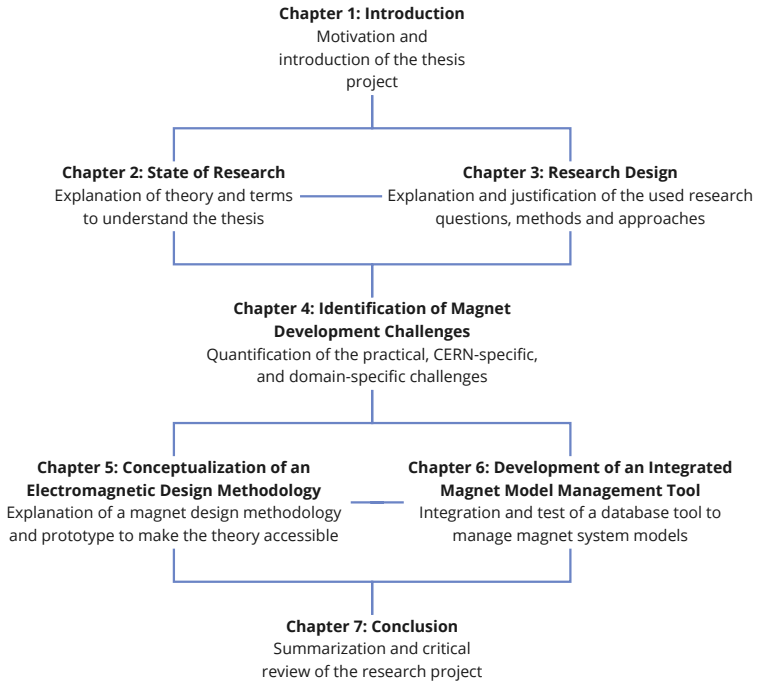 Chapter 1: Introduction
Motivation and
introduction of the thesis
project
Chapter 2: State of Research
Explanation of theory and terms
to understand the thesis
Chapter 3: Research Design
Explanation and justification of the used research
questions, methods and approaches
Chapter 4: Identification of Magnet
Development Challenges
Quantification of the practical, CERN-specific,
and domain-specific challenges
Chapter 5: Conceptualization of an
Electromagnetic Design Methodology
Explanation of a magnet design methodology
and prototype to make the theory accessible
Chapter 6: Development of an Integrated
Magnet Model Management Tool
Integration and test of a database tool to
manage magnet system models
Chapter 7: Conclusion
Summarization and critical
review of the research project